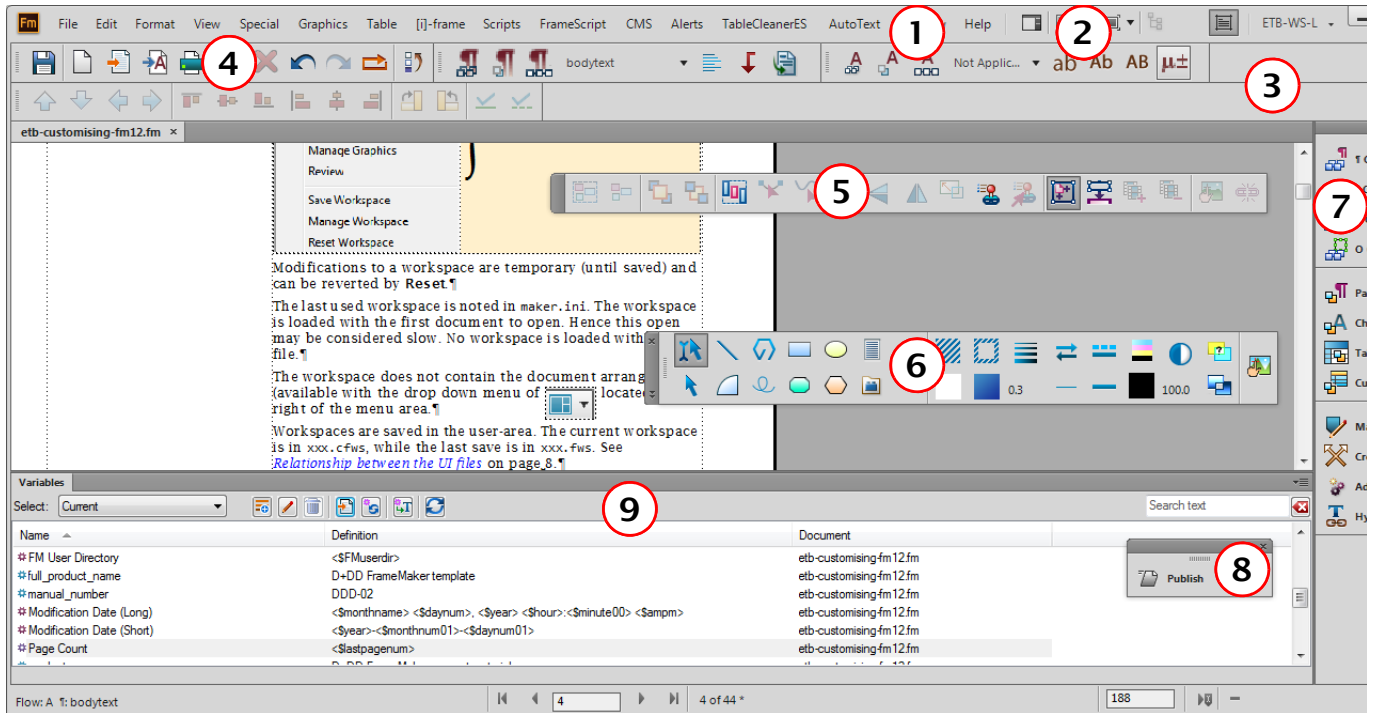 Fm File Edit Format View Special Graphics Table [i]-frame Scripts FrameScript CMS Alerts TableCleanerES AutoText 1 Help 2 ETB-WS-L
4 bodytext Not Applic... ab Ab AB µ± 3
etb-customising-fm12.fm ×
Manage Graphics
Review
Save Workspace
Manage Workspace
Reset Workspace
5
7
Modifications to a workspace are temporary (until saved) and
can be reverted by Reset.¶
The last used workspace is noted in maker.ini. The workspace
is loaded with the first document to open. Hence this open
may be considered slow. No workspace is loaded with
file.¶
The workspace does not contain the document arrang
(available with the drop down menu of located
right of the menu area.¶
Workspaces are saved in the user-area. The current workspace
is in xxx.cfws, while the last save is in xxx.fws. See
Relationship between the UI files on page 8.¶
6
0.3 100.0
¶ C
O
Pa
Ch
Ta
Cu
Ma
Cre
Ad
Hy
Variables
Select: Current 9 Search text
Name Definition Document
FM User Directory <$FMuserdir> etb-customising-fm12.fm
full_product_name D+DD FrameMaker template etb-customising-fm12.fm
manual_number DDD-02 etb-customising-fm12.fm
Modification Date (Long) <$monthname> <$daynum>, <$year> <$hour>:<$minute00> <$ampm> etb-customising-fm12.fm
Modification Date (Short) <$year>-<$monthnum01>-<$daynum01> etb-customising-fm12.fm
Page Count <$lastpagenum> etb-customising-fm12.fm
Publish 8
Flow: A ¶: bodytext 4 4 of 44 * 188